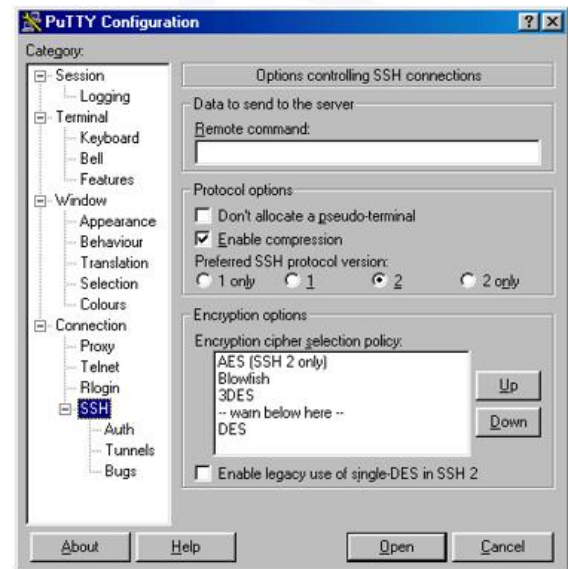 PuTTY Configuration
Category:
Session
Logging
Terminal
Keyboard
Bell
Features
Window
Appearance
Behaviour
Translation
Selection
Colours
Connection
Proxy
Telnet
Rlogin
SSH
Auth
Tunnels
Bugs
Options controlling SSH connections
Data to send to the server
Remote command:
Protocol options
Don't allocate a pseudo-terminal
Enable compression
Preferred SSH protocol version:
1 only 1 2 2 only
Encryption options
Encryption cipher selection policy:
AES (SSH 2 only)
Blowfish
3DES
-- warn below here --
DES
Up
Down
Enable legacy use of single-DES in SSH 2
About Help Open Cancel